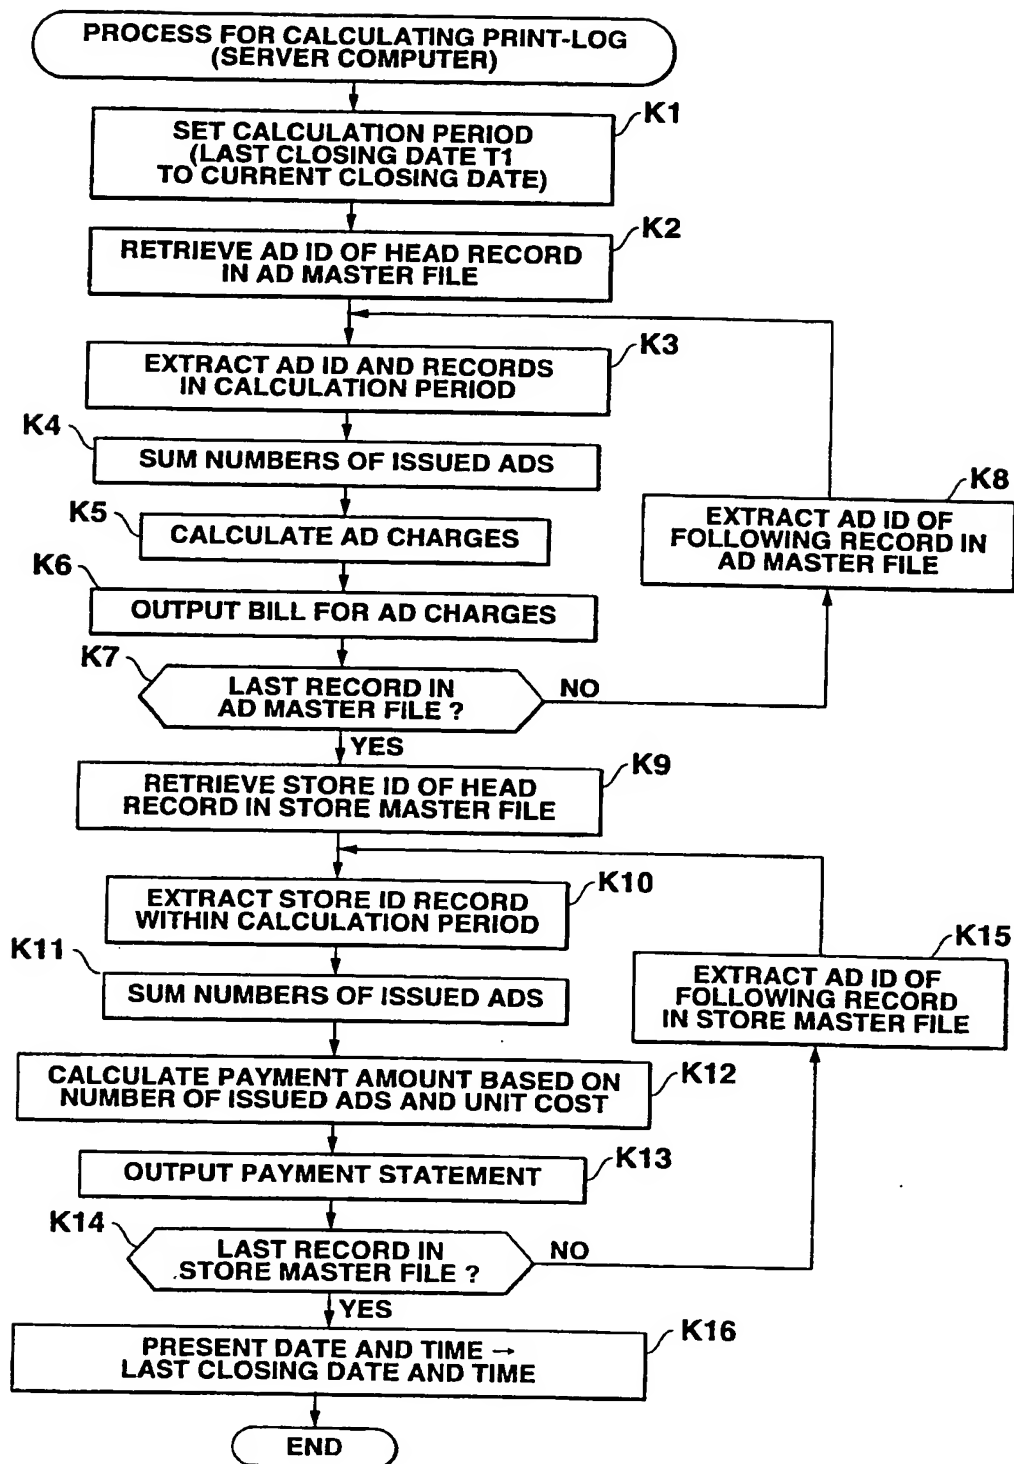 PROCESS FOR CALCULATING PRINT-LOG
(SERVER COMPUTER)
K1
SET CALCULATION PERIOD
(LAST CLOSING DATE T1
TO CURRENT CLOSING DATE)
K2
RETRIEVE AD ID OF HEAD RECORD
IN AD MASTER FILE
K3
EXTRACT AD ID AND RECORDS
IN CALCULATION PERIOD
K4
SUM NUMBERS OF ISSUED ADS
K8
EXTRACT AD ID OF
FOLLOWING RECORD IN
AD MASTER FILE
K5
CALCULATE AD CHARGES
K6
OUTPUT BILL FOR AD CHARGES
K7
LAST RECORD IN
AD MASTER FILE ?
NO
YES
K9
RETRIEVE STORE ID OF HEAD
RECORD IN STORE MASTER FILE
K10
EXTRACT STORE ID RECORD
WITHIN CALCULATION PERIOD
K11
SUM NUMBERS OF ISSUED ADS
K15
EXTRACT AD ID OF
FOLLOWING RECORD
IN STORE MASTER FILE
K12
CALCULATE PAYMENT AMOUNT BASED ON
NUMBER OF ISSUED ADS AND UNIT COST
K13
OUTPUT PAYMENT STATEMENT
K14
LAST RECORD IN
STORE MASTER FILE ?
NO
YES
K16
PRESENT DATE AND TIME →
LAST CLOSING DATE AND TIME
END